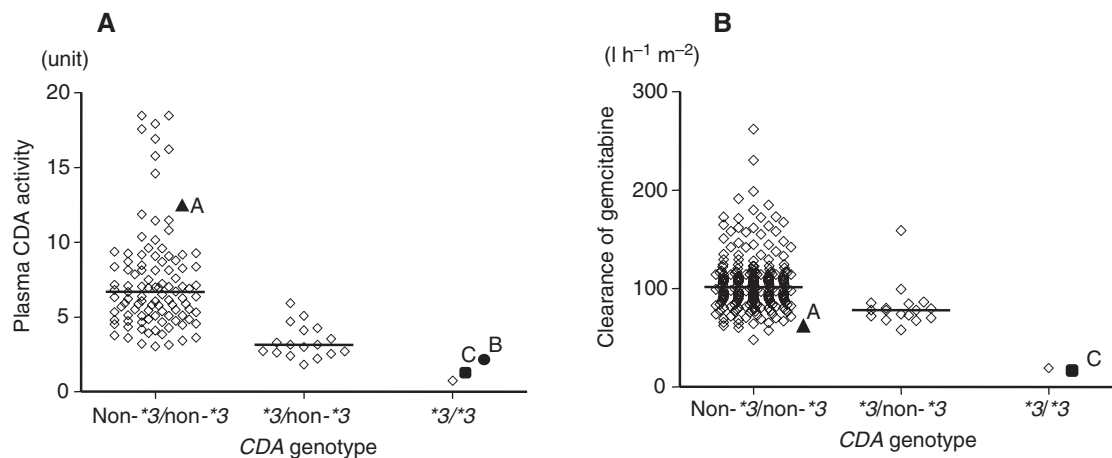 A
(unit)
20
15
10
5
0
Plasma CDA activity
A
C
B
Non-*3/non-*3
*3/non-*3
*3/*3
CDA genotype
B
(l h⁻¹ m⁻²)
300
200
100
0
Clearance of gemcitabine
A
C
Non-*3/non-*3
*3/non-*3
*3/*3
CDA genotype